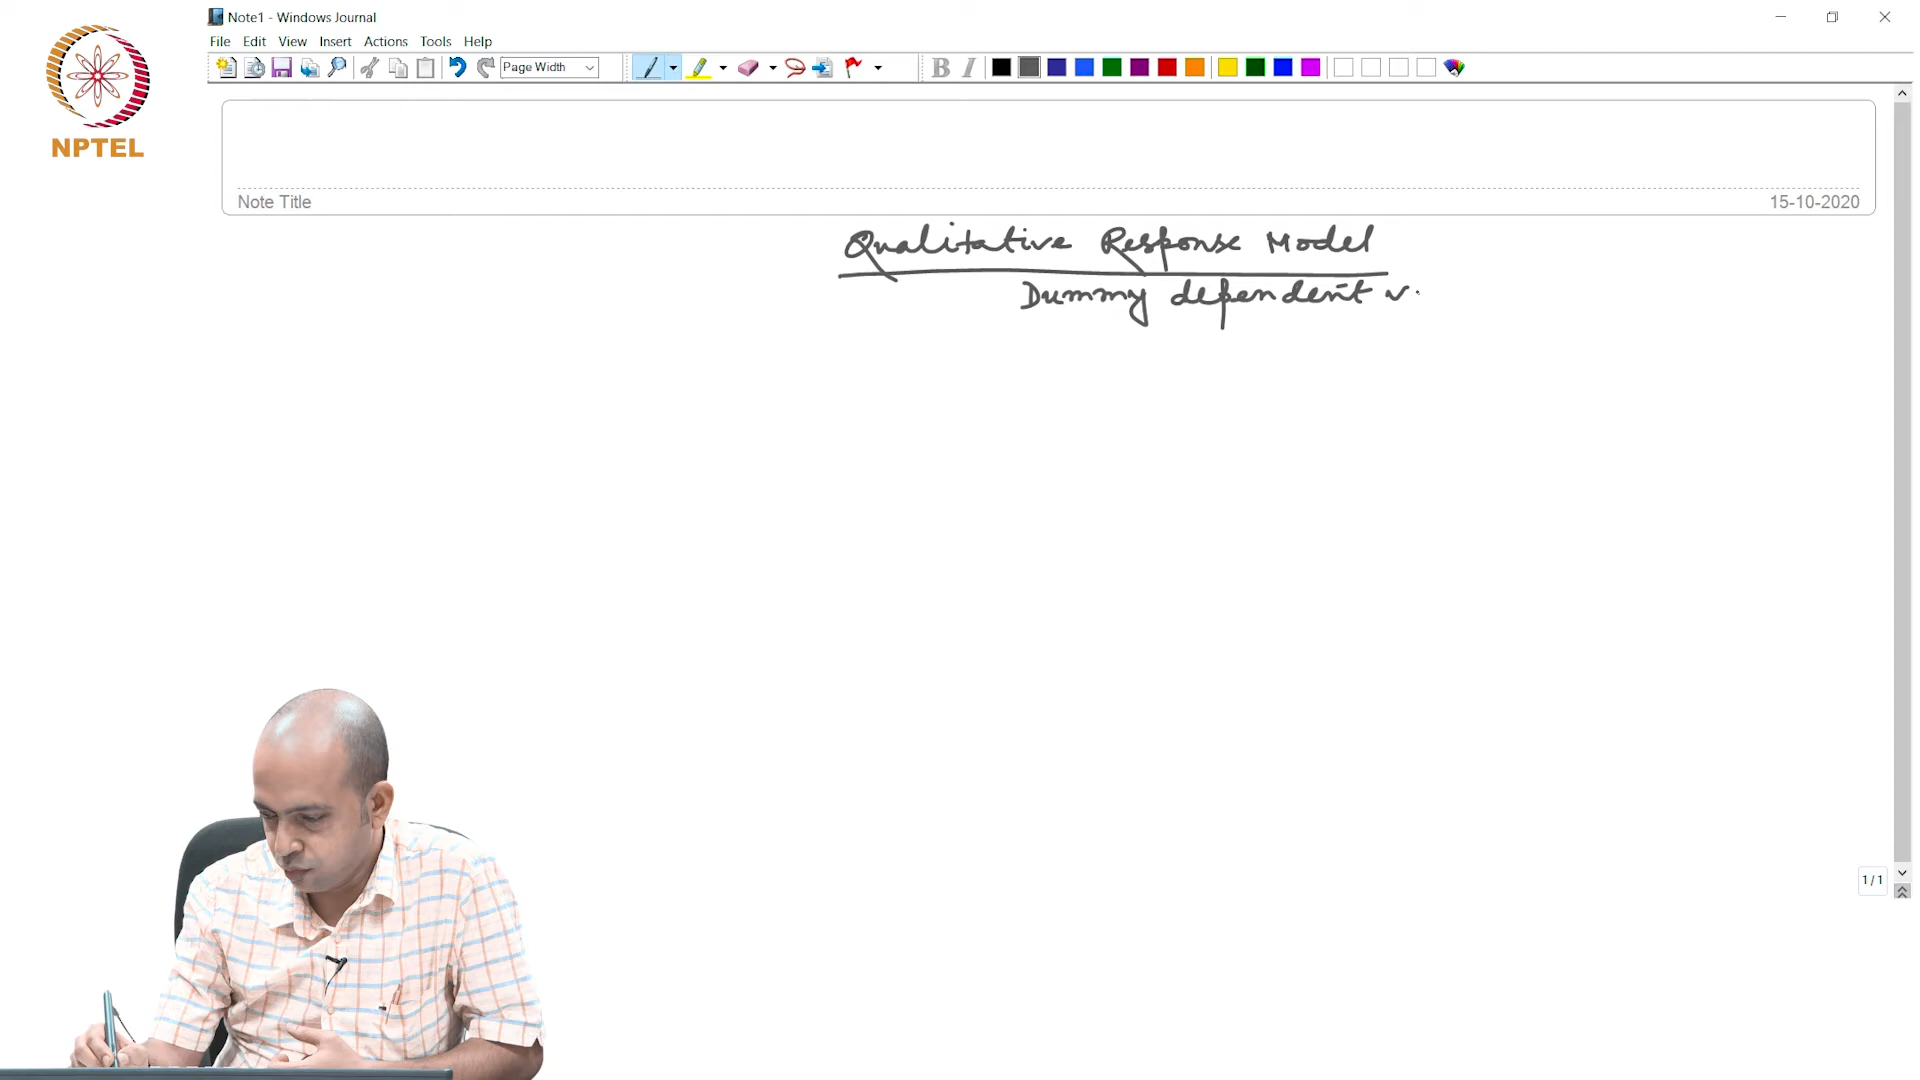 Note1 - Windows Journal
File Edit View Insert Actions Tools Help
Page Width
B I
NPTEL
Note Title
15-10-2020
Qualitative Response Model
Dummy dependent v.
1/1